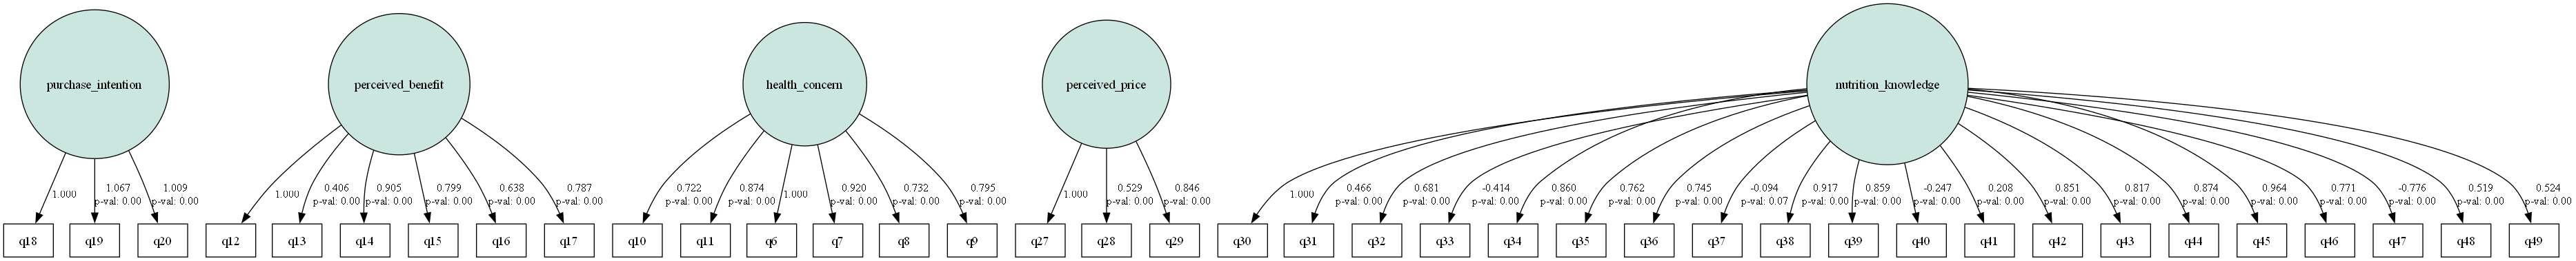 purchase_intention
perceived_benefit
health_concern
perceived_price
nutrition_knowledge
1.000
1.067
p-val: 0.00
1.009
p-val: 0.00
1.000
0.406
p-val: 0.00
0.905
p-val: 0.00
0.799
p-val: 0.00
0.638
p-val: 0.00
0.787
p-val: 0.00
0.722
p-val: 0.00
0.874
p-val: 0.00
1.000
0.920
p-val: 0.00
0.732
p-val: 0.00
0.795
p-val: 0.00
1.000
0.529
p-val: 0.00
0.846
p-val: 0.00
1.000
0.466
p-val: 0.00
0.681
p-val: 0.00
-0.414
p-val: 0.00
0.860
p-val: 0.00
0.762
p-val: 0.00
0.745
p-val: 0.00
-0.094
p-val: 0.07
0.917
p-val: 0.00
0.859
p-val: 0.00
-0.247
p-val: 0.00
0.208
p-val: 0.00
0.851
p-val: 0.00
0.817
p-val: 0.00
0.874
p-val: 0.00
0.964
p-val: 0.00
0.771
p-val: 0.00
-0.776
p-val: 0.00
0.519
p-val: 0.00
0.524
p-val: 0.00
q18
q19
q20
q12
q13
q14
q15
q16
q17
q10
q11
q6
q7
q8
q9
q27
q28
q29
q30
q31
q32
q33
q34
q35
q36
q37
q38
q39
q40
q41
q42
q43
q44
q45
q46
q47
q48
q49